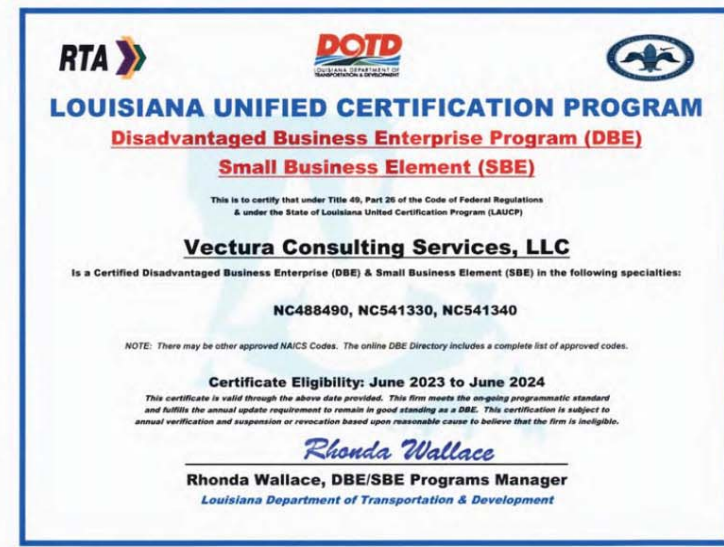 RTA
DOTD
LOUISIANA DEPARTMENT OF
TRANSPORTATION & DEVELOPMENT
LOUISIANA UNIFIED CERTIFICATION PROGRAM
Disadvantaged Business Enterprise Program (DBE)
Small Business Element (SBE)
This is to certify that under Title 49, Part 26 of the Code of Federal Regulations
& under the State of Louisiana United Certification Program (LAUCP)
Vectura Consulting Services, LLC
Is a Certified Disadvantaged Business Enterprise (DBE) & Small Business Element (SBE) in the following specialties:
NC488490, NC541330, NC541340
NOTE: There may be other approved NAICS Codes. The online DBE Directory includes a complete list of approved codes.
Certificate Eligibility: June 2023 to June 2024
This certificate is valid through the above date provided. This firm meets the on-going programmatic standard
and fulfills the annual update requirement to remain in good standing as a DBE. This certification is subject to
annual verification and suspension or revocation based upon reasonable cause to believe that the firm is ineligible.
Rhonda Wallace
Rhonda Wallace, DBE/SBE Programs Manager
Louisiana Department of Transportation & Development